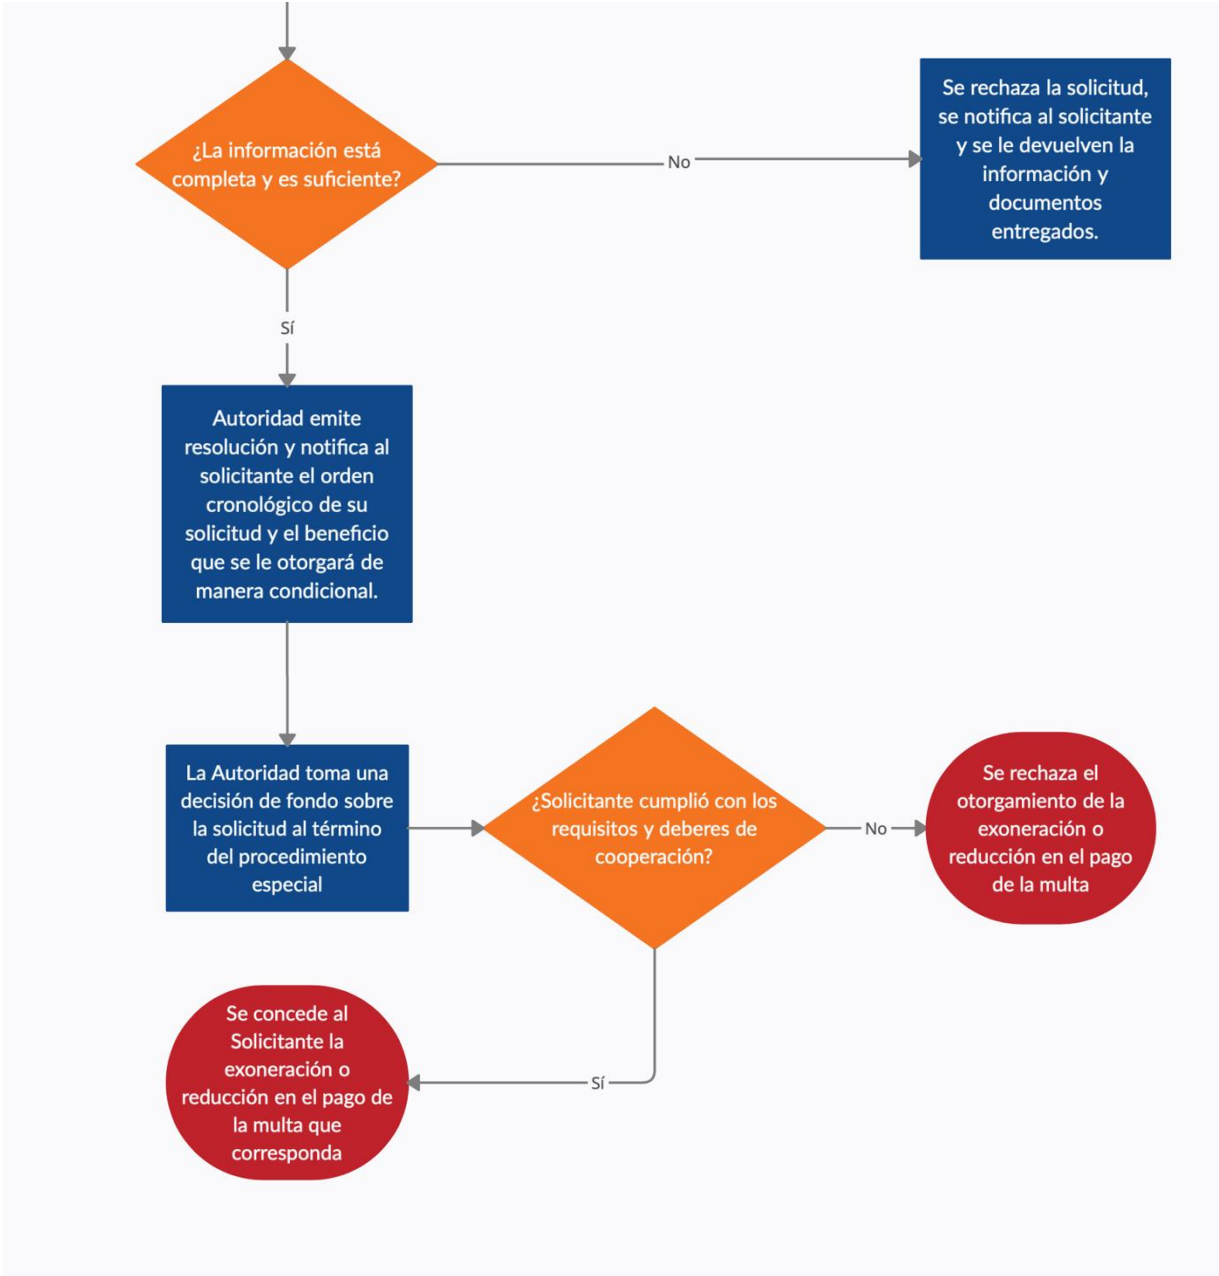 ¿La información está
completa y es suficiente?
No
Se rechaza la solicitud,
se notifica al solicitante
y se le devuelven la
información y
documentos
entregados.
Sí
Autoridad emite
resolución y notifica al
solicitante el orden
cronológico de su
solicitud y el beneficio
que se le otorgará de
manera condicional.
La Autoridad toma una
decisión de fondo sobre
la solicitud al término
del procedimiento
especial
¿Solicitante cumplió con los
requisitos y deberes de
cooperación?
No
Se rechaza el
otorgamiento de la
exoneración o
reducción en el pago
de la multa
Sí
Se concede al
Solicitante la
exoneración o
reducción en el pago de
la multa que
corresponda